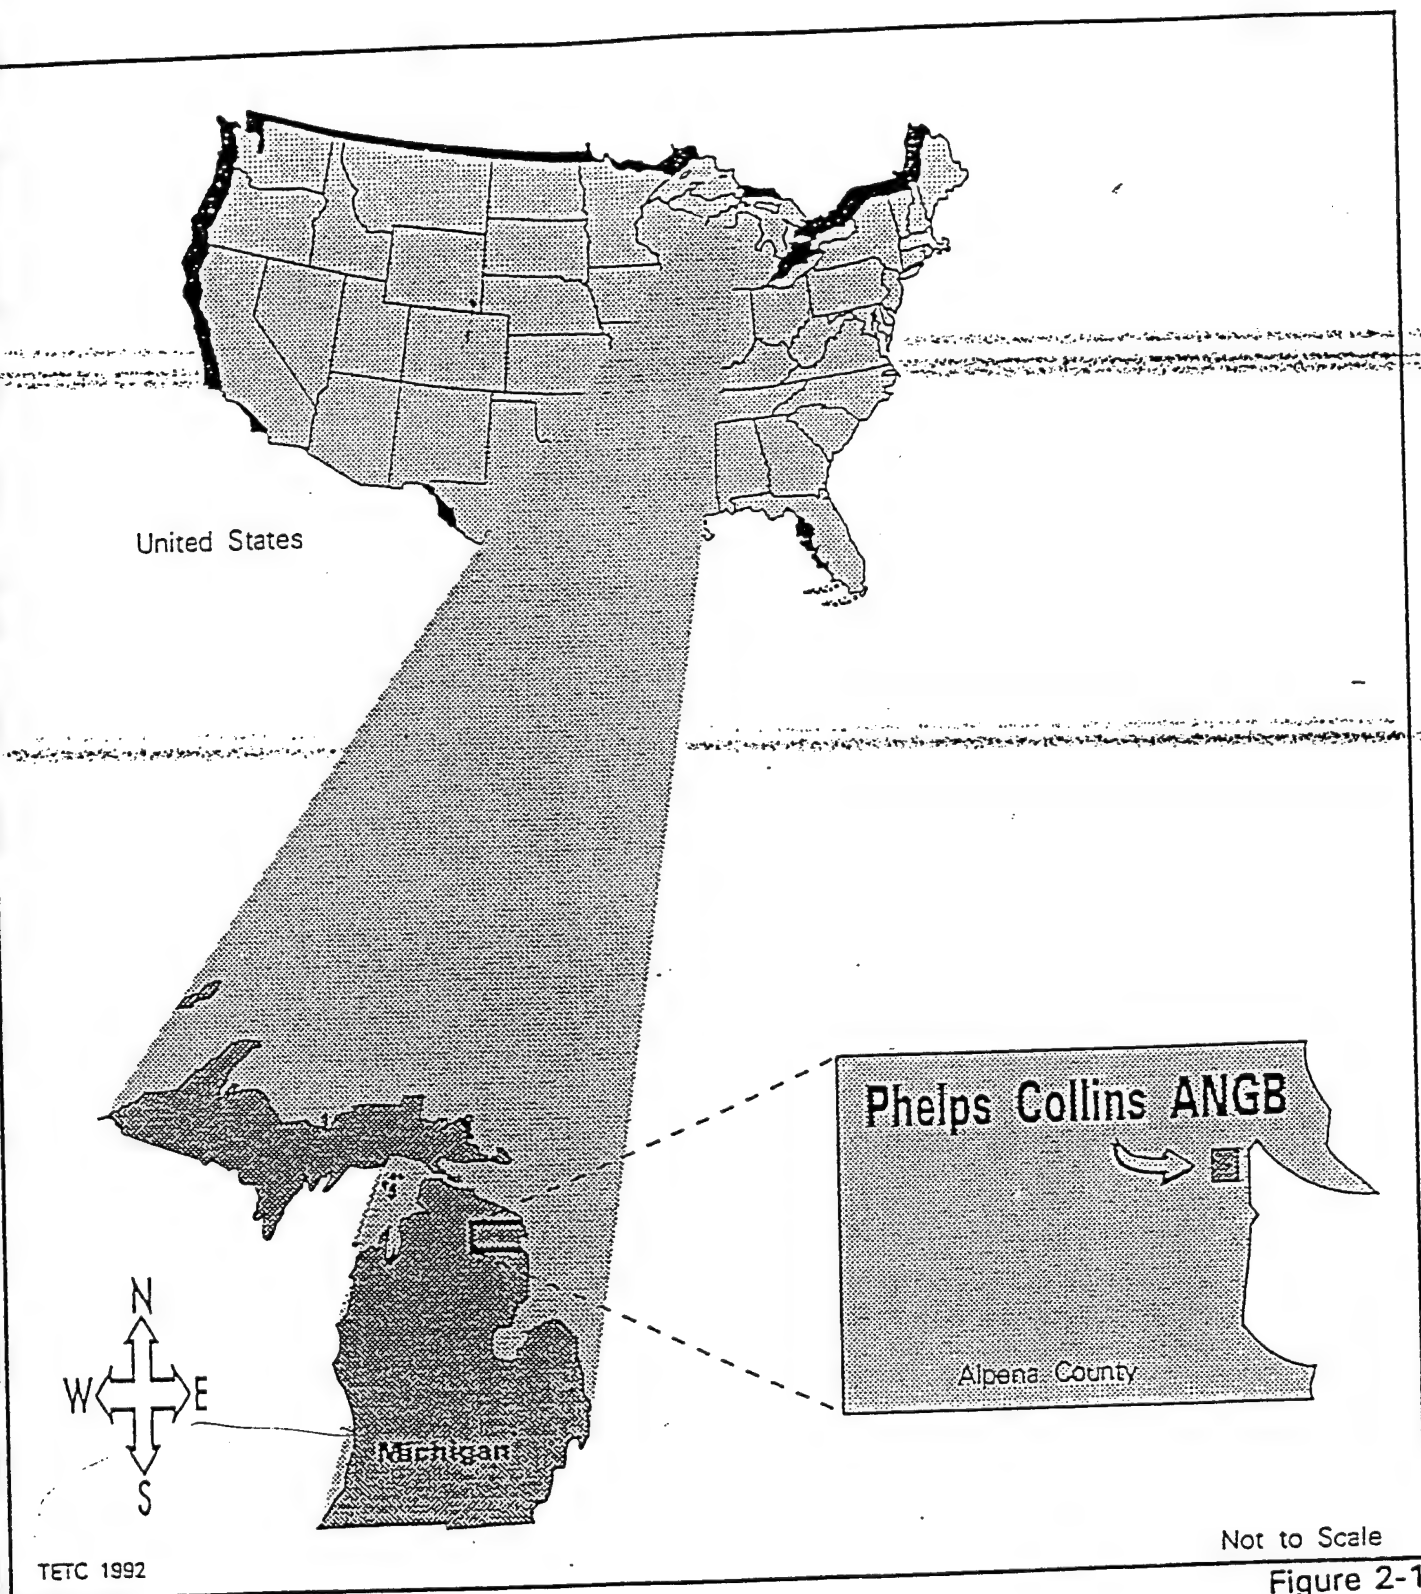 United States
Phelps Collins ANGB
Alpena County
N
W
E
S
Michigan
Not to Scale
TETC 1992
Figure 2-1